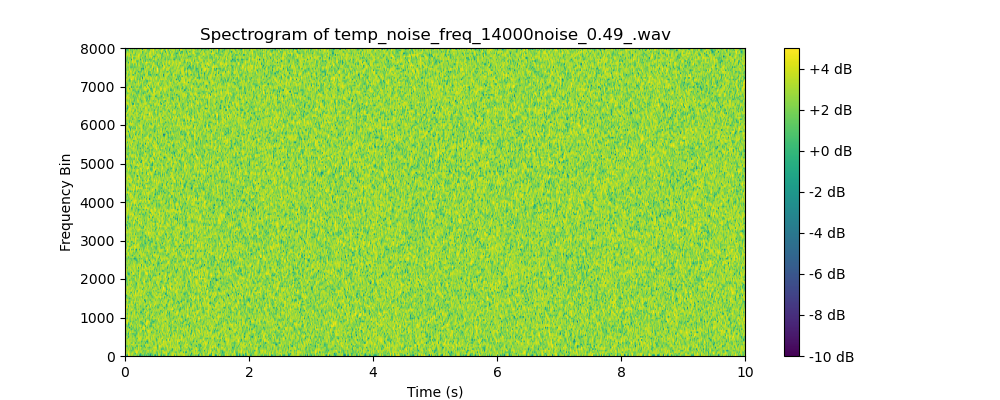 Spectrogram of temp_noise_freq_14000noise_0.49_.wav
Frequency Bin
8000
7000
6000
5000
4000
3000
2000
1000
0
0 2 4 6 8 10
Time (s)
+4 dB
+2 dB
+0 dB
-2 dB
-4 dB
-6 dB
-8 dB
-10 dB